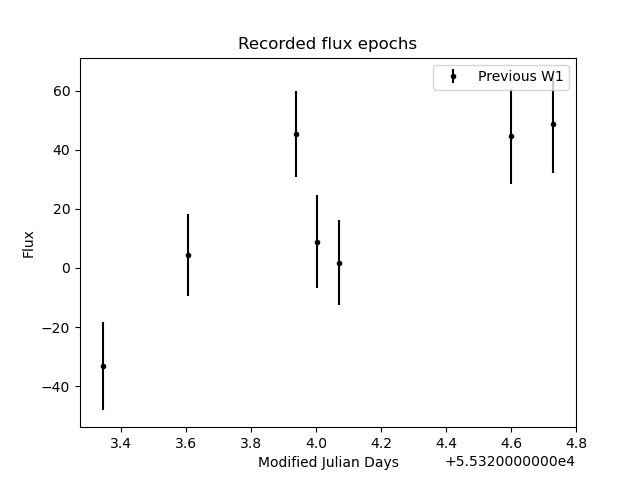 Recorded flux epochs
Previous W1
Flux
60
40
20
0
−20
−40
3.4 3.6 3.8 4.0 4.2 4.4 4.6 4.8
Modified Julian Days
+5.5320000000e4